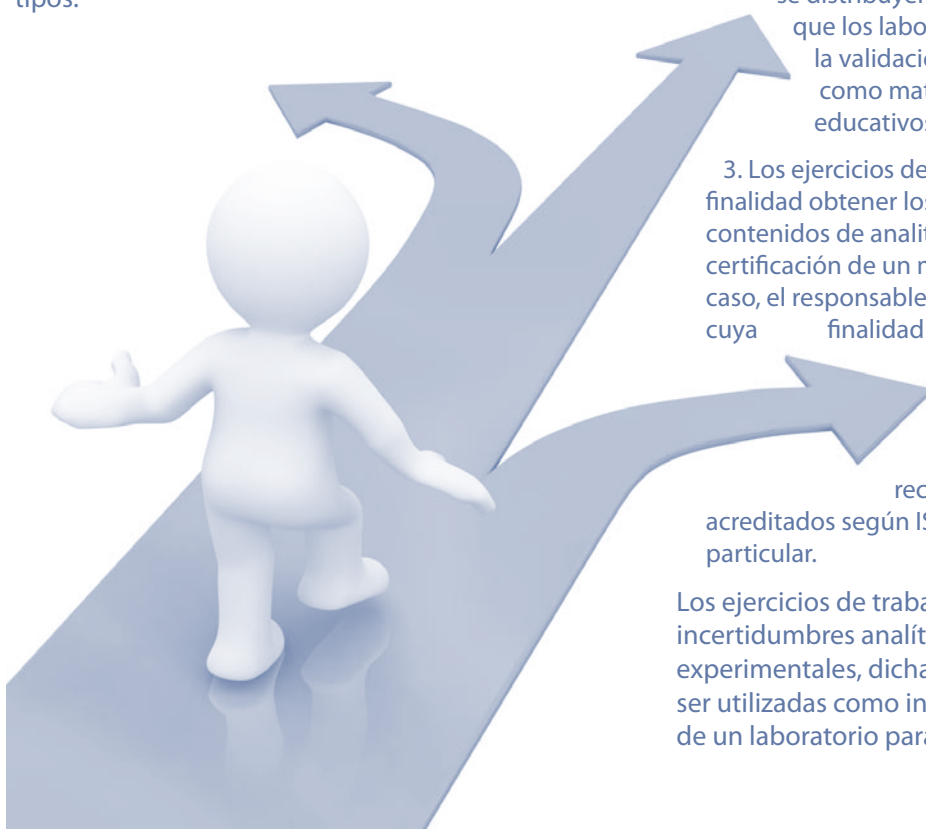 tipos.
que los labo
la validació
como mat
educativos
3. Los ejercicios de
finalidad obtener los
contenidos de analit
certificación de un
caso, el responsable
cuya finalidad
rec
acreditados según IS
particular.
Los ejercicios de traba
incertidumbres analít
experimentales, dicha
ser utilizadas como in
de un laboratorio para